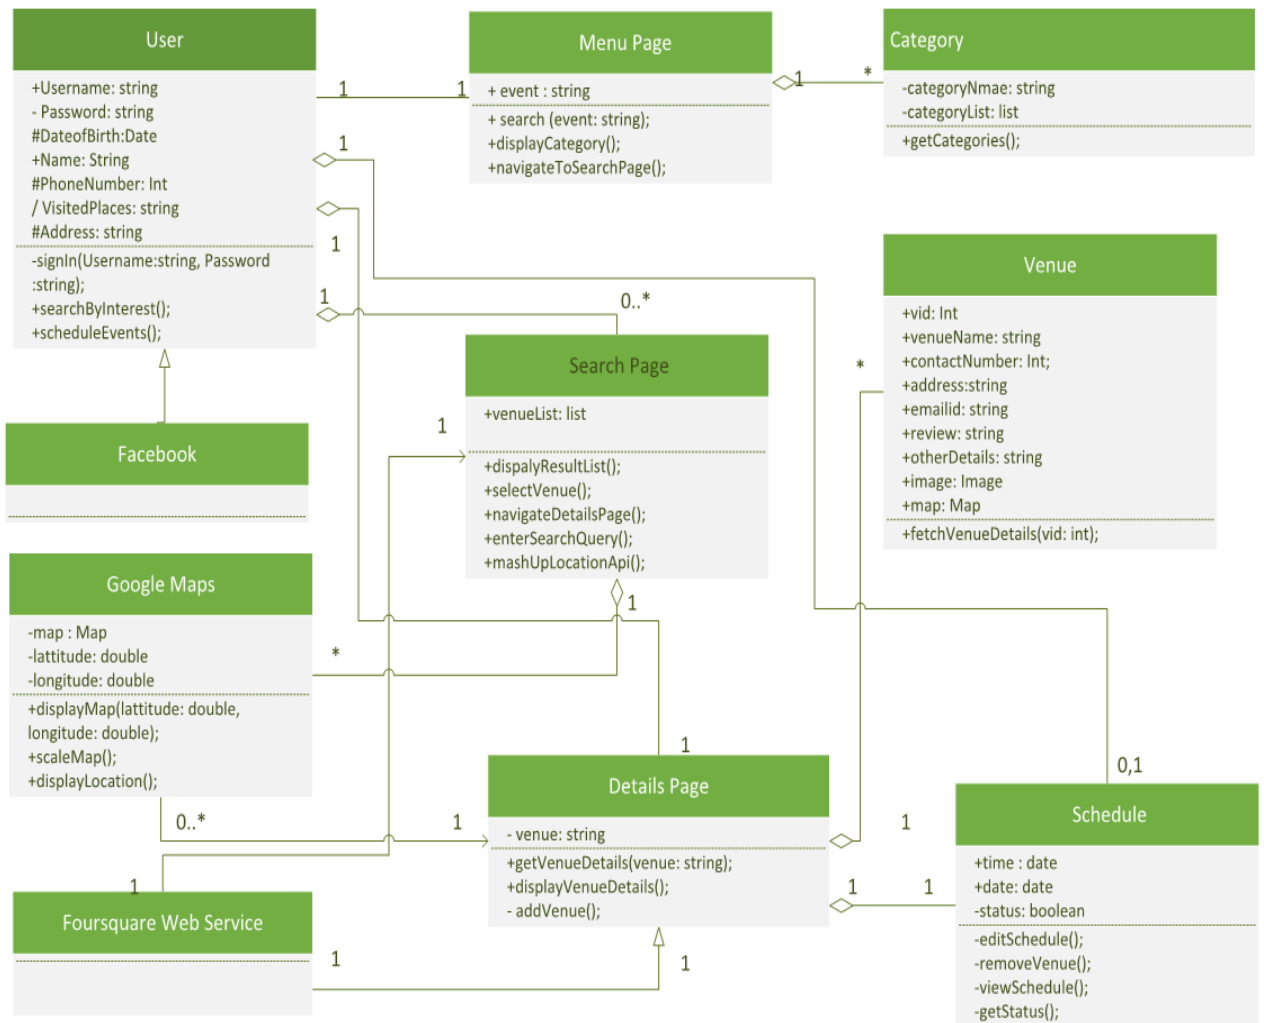 User
+Username: string
- Password: string
#DateofBirth:Date
+Name: String
#PhoneNumber: Int
/ VisitedPlaces: string
#Address: string
-signIn(Username:string, Password
:string);
+searchByInterest();
+scheduleEvents();
1
1
1
1
1
Menu Page
+ event : string
+ search (event: string);
+displayCategory();
+navigateToSearchPage();
1
*
Category
-categoryNmae: string
-categoryList: list
+getCategories();
0..*
Search Page
+venueList: list
+dispalyResultList();
+selectVenue();
+navigateDetailsPage();
+enterSearchQuery();
+mashUpLocationApi();
1
1
*
Venue
+vid: Int
+venueName: string
+contactNumber: Int;
+address:string
+emailid: string
+review: string
+otherDetails: string
+image: Image
+map: Map
+fetchVenueDetails(vid: int);
*
Facebook
Google Maps
-map : Map
-lattitude: double
-longitude: double
+displayMap(lattitude: double,
longitude: double);
+scaleMap();
+displayLocation();
0..*
1
1
Details Page
- venue: string
+getVenueDetails(venue: string);
+displayVenueDetails();
- addVenue();
1
1
1
0,1
Schedule
+time : date
+date: date
-status: boolean
-editSchedule();
-removeVenue();
-viewSchedule();
-getStatus();
1
Foursquare Web Service
1
1